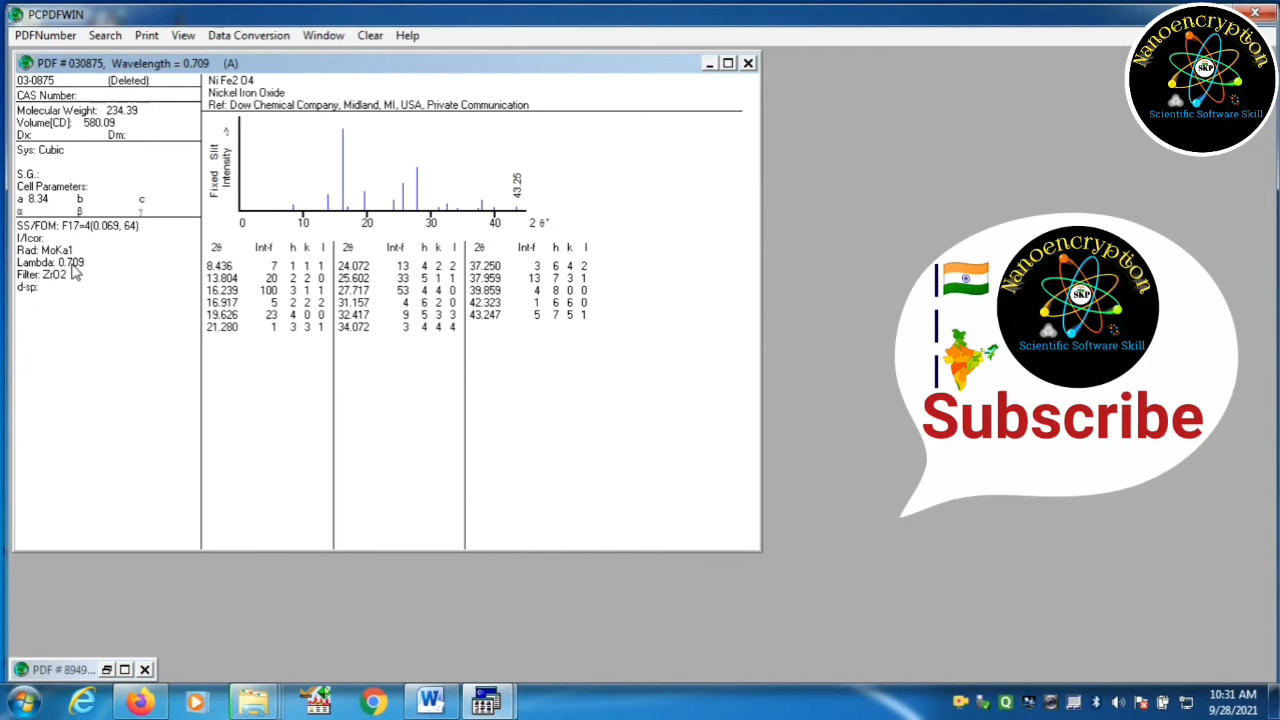 PCPDFWIN
PDFNumber Search Print View Data Conversion Window Clear Help
PDF # 030875, Wavelength = 0.709 (A)
03-0875 (Deleted)
CAS Number:
Molecular Weight: 234.39
Volume[CD]: 580.09
Dx: Dm:
Sys: Cubic
S.G.:
Cell Parameters:
a 8.34 b c
α β γ
SS/FOM: F17=4(0.069, 64)
I/Icor:
Rad: MoKa1
Lambda: 0.709
Filter: ZrO2
d-sp:
Ni Fe2 O4
Nickel Iron Oxide
Ref: Dow Chemical Company, Midland, MI, USA, Private Communication
Fixed Slit
Intensity ->
43.25
0 10 20 30 40 2 θ°
2θ Int-f h k l 2θ Int-f h k l 2θ Int-f h k l
8.436 7 1 1 1 24.072 13 4 2 2 37.250 3 6 4 2
13.804 20 2 2 0 25.602 33 5 1 1 37.959 13 7 3 1
16.239 100 3 1 1 27.717 53 4 4 0 39.859 4 8 0 0
16.917 5 2 2 2 31.157 4 6 2 0 42.323 1 6 6 0
19.626 23 4 0 0 32.417 9 5 3 3 43.247 5 7 5 1
21.280 1 3 3 1 34.072 3 4 4 4
Nanoencryption
SKP
Scientific Software Skill
Nanoencryption
SKP
Scientific Software Skill
Subscribe
PDF # 8949...
10:31 AM
9/28/2021